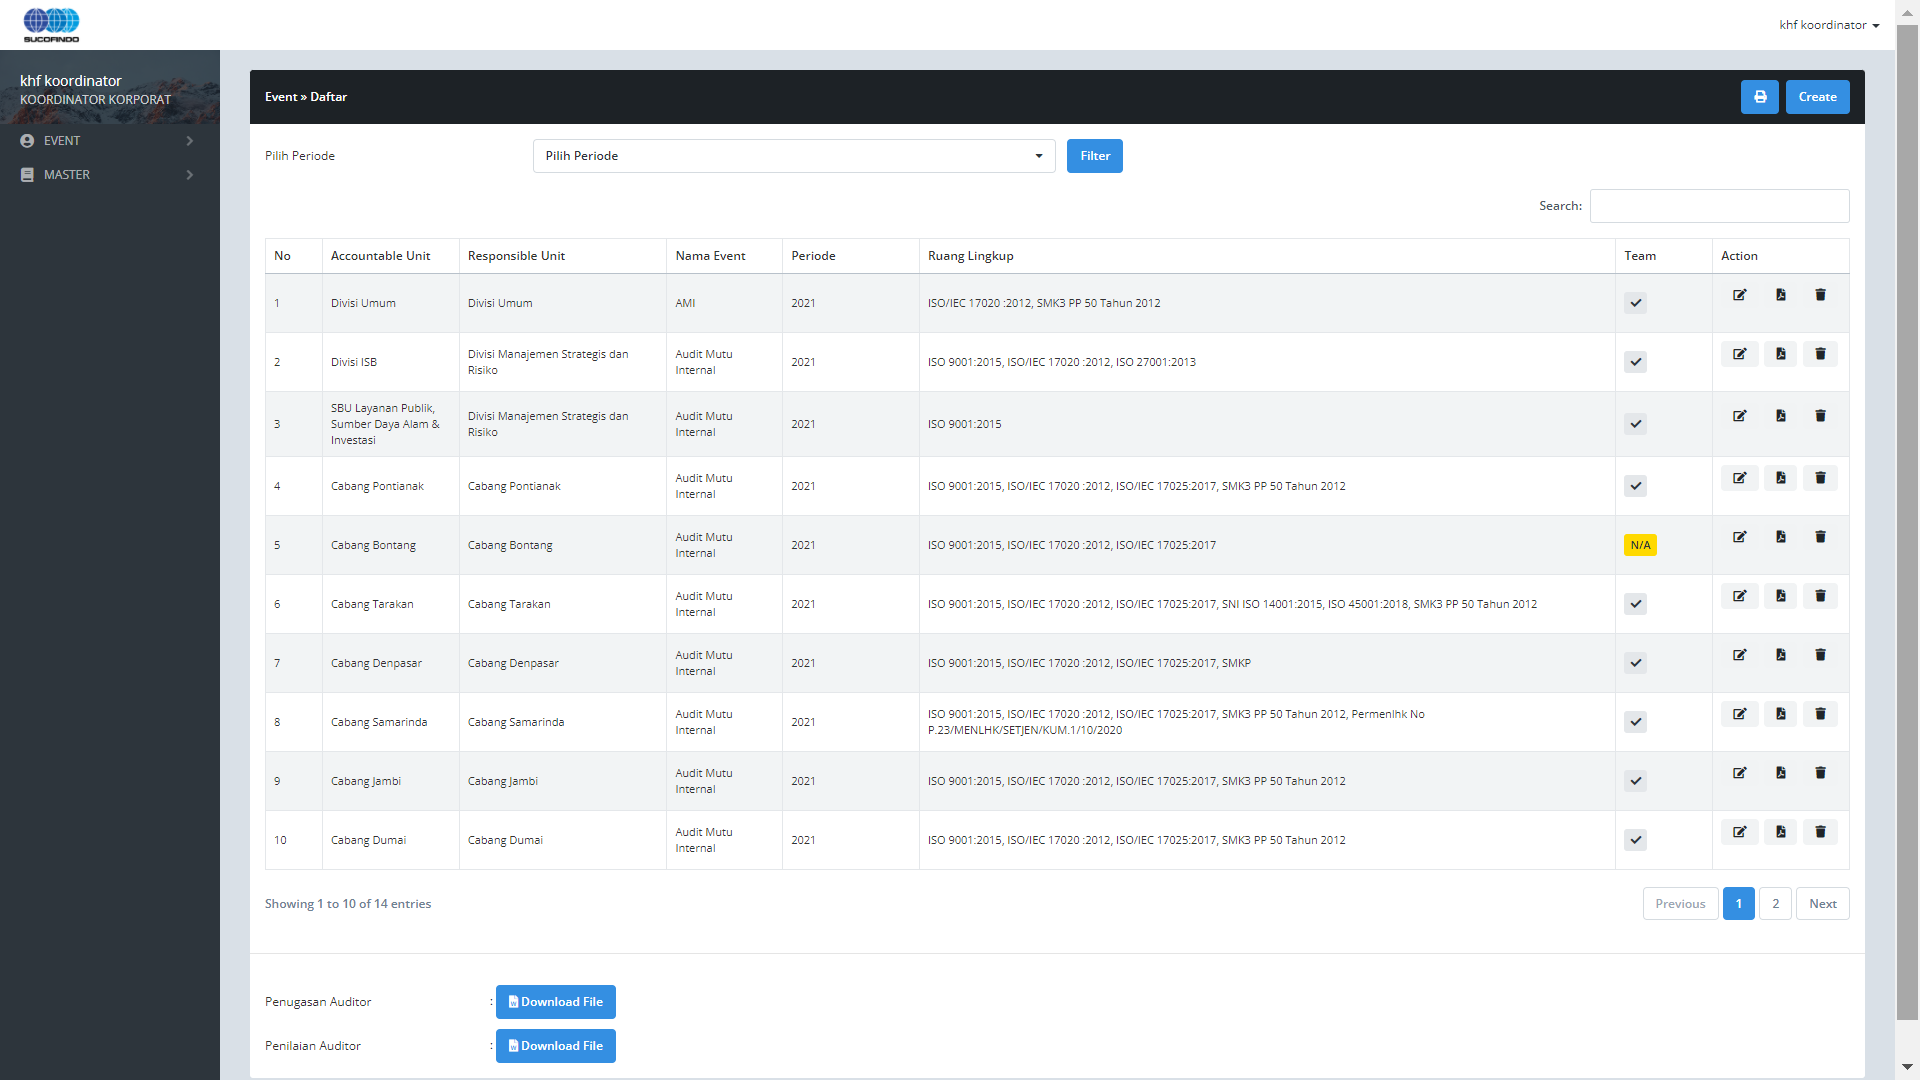 SUCOFINDO
khf koordinator
khf koordinator
KOORDINATOR KORPORAT
EVENT
MASTER
Event » Daftar
Create
Pilih Periode
Pilih Periode
Filter
Search:
No Accountable Unit Responsible Unit Nama Event Periode Ruang Lingkup Team Action
1 Divisi Umum Divisi Umum AMI 2021 ISO/IEC 17020 :2012, SMK3 PP 50 Tahun 2012
2 Divisi ISB Divisi Manajemen Strategis dan
Risiko Audit Mutu
Internal 2021 ISO 9001:2015, ISO/IEC 17020 :2012, ISO 27001:2013
3 SBU Layanan Publik,
Sumber Daya Alam &
Investasi Divisi Manajemen Strategis dan
Risiko Audit Mutu
Internal 2021 ISO 9001:2015
4 Cabang Pontianak Cabang Pontianak Audit Mutu
Internal 2021 ISO 9001:2015, ISO/IEC 17020 :2012, ISO/IEC 17025:2017, SMK3 PP 50 Tahun 2012
5 Cabang Bontang Cabang Bontang Audit Mutu
Internal 2021 ISO 9001:2015, ISO/IEC 17020 :2012, ISO/IEC 17025:2017 N/A
6 Cabang Tarakan Cabang Tarakan Audit Mutu
Internal 2021 ISO 9001:2015, ISO/IEC 17020 :2012, ISO/IEC 17025:2017, SNI ISO 14001:2015, ISO 45001:2018, SMK3 PP 50 Tahun 2012
7 Cabang Denpasar Cabang Denpasar Audit Mutu
Internal 2021 ISO 9001:2015, ISO/IEC 17020 :2012, ISO/IEC 17025:2017, SMKP
8 Cabang Samarinda Cabang Samarinda Audit Mutu
Internal 2021 ISO 9001:2015, ISO/IEC 17020 :2012, ISO/IEC 17025:2017, SMK3 PP 50 Tahun 2012, Permenlhk No
P.23/MENLHK/SETJEN/KUM.1/10/2020
9 Cabang Jambi Cabang Jambi Audit Mutu
Internal 2021 ISO 9001:2015, ISO/IEC 17020 :2012, ISO/IEC 17025:2017, SMK3 PP 50 Tahun 2012
10 Cabang Dumai Cabang Dumai Audit Mutu
Internal 2021 ISO 9001:2015, ISO/IEC 17020 :2012, ISO/IEC 17025:2017, SMK3 PP 50 Tahun 2012
Showing 1 to 10 of 14 entries
Previous 1 2 Next
Penugasan Auditor : Download File
Penilaian Auditor : Download File